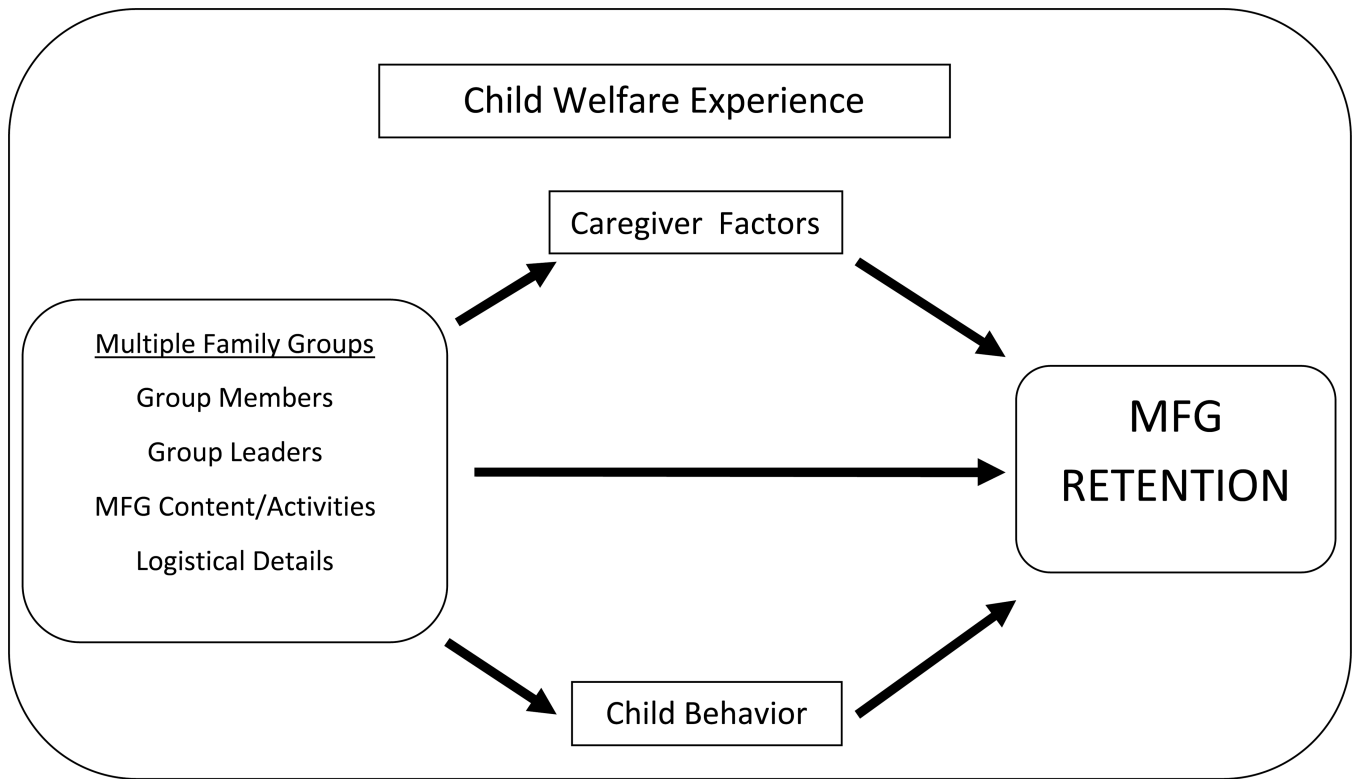 Child Welfare Experience
Caregiver Factors
Multiple Family Groups
Group Members
Group Leaders
MFG Content/Activities
Logistical Details
MFG
RETENTION
Child Behavior